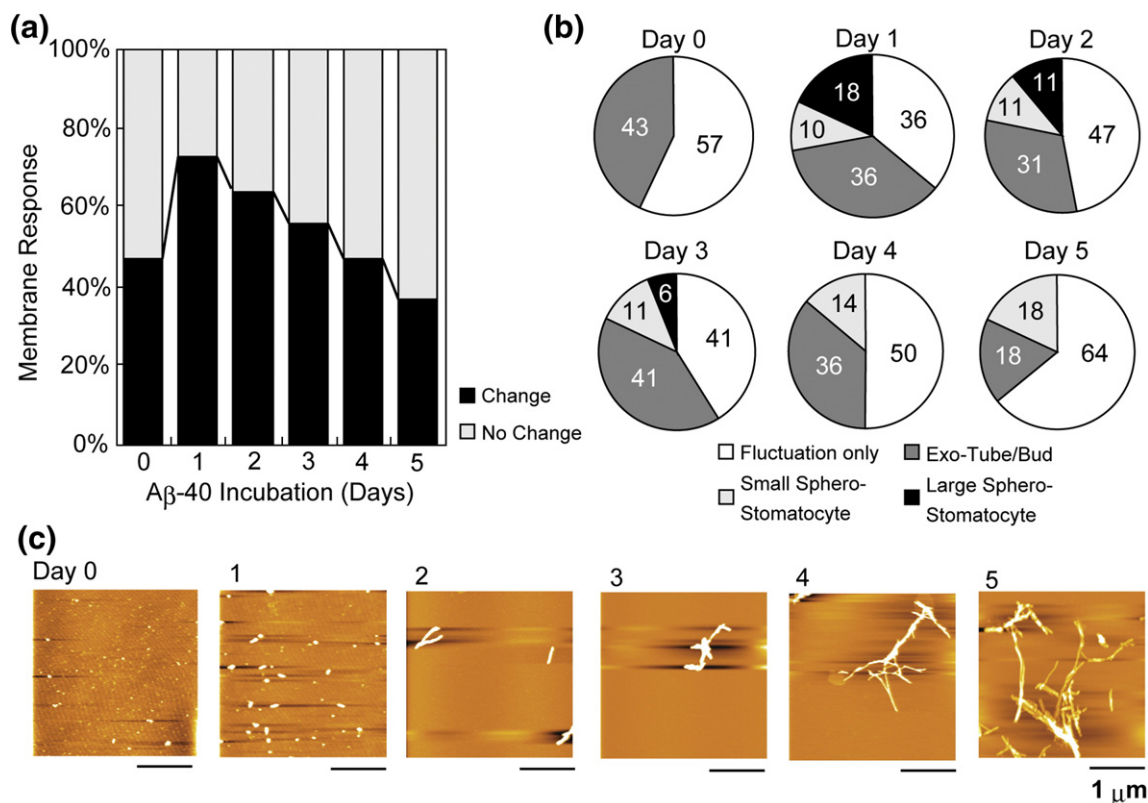 (a)
100%
80%
60%
40%
20%
0%
Membrane Response
0 1 2 3 4 5
Aβ-40 Incubation (Days)
Change
No Change
(b)
Day 0 Day 1 Day 2
43 57
18 36 10 36
11 47 11 31
Day 3 Day 4 Day 5
6 41 11 41
14 50 36
18 64 18
Fluctuation only Exo-Tube/Bud
Small Sphero- Large Sphero-
Stomatocyte Stomatocyte
(c)
Day 0 1 2 3 4 5
1 μm